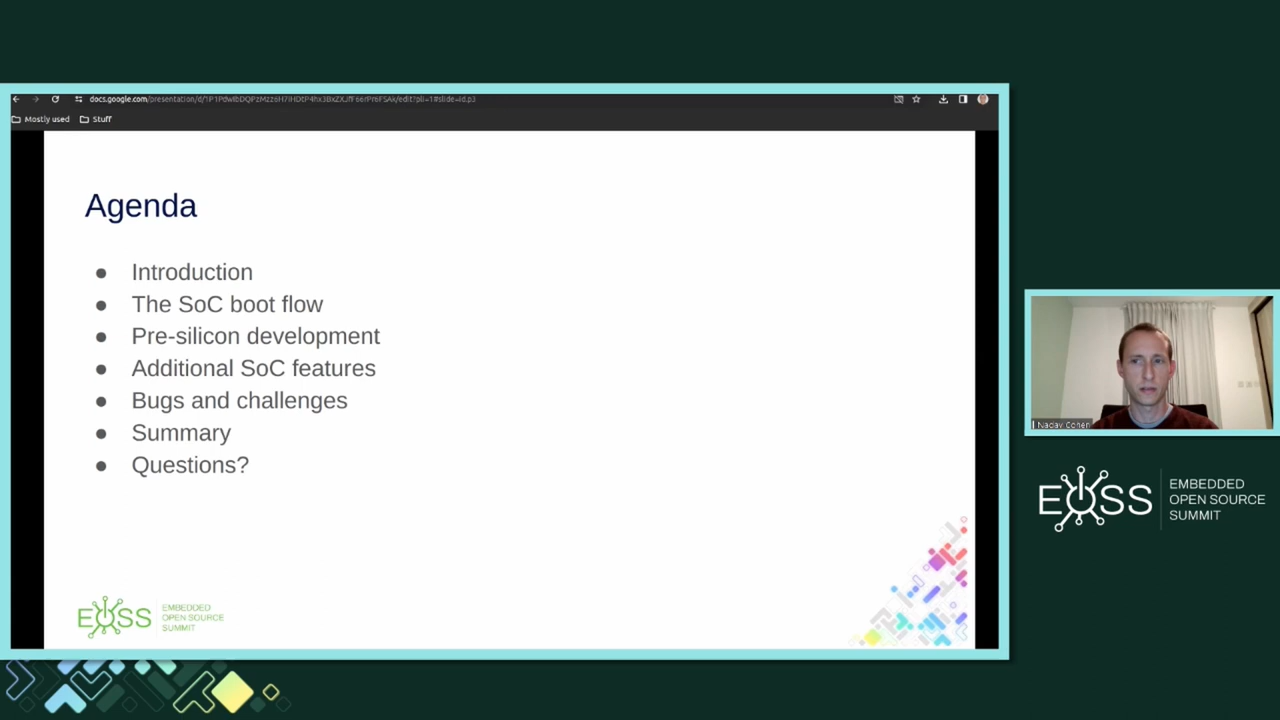 docs.google.com/presentation/d/
Mostly used
Stuff
Agenda
● Introduction
● The SoC boot flow
● Pre-silicon development
● Additional SoC features
● Bugs and challenges
● Summary
● Questions?
EOSS
EMBEDDED
OPEN SOURCE
SUMMIT
Nadav Cohen
EOSS
EMBEDDED
OPEN SOURCE
SUMMIT